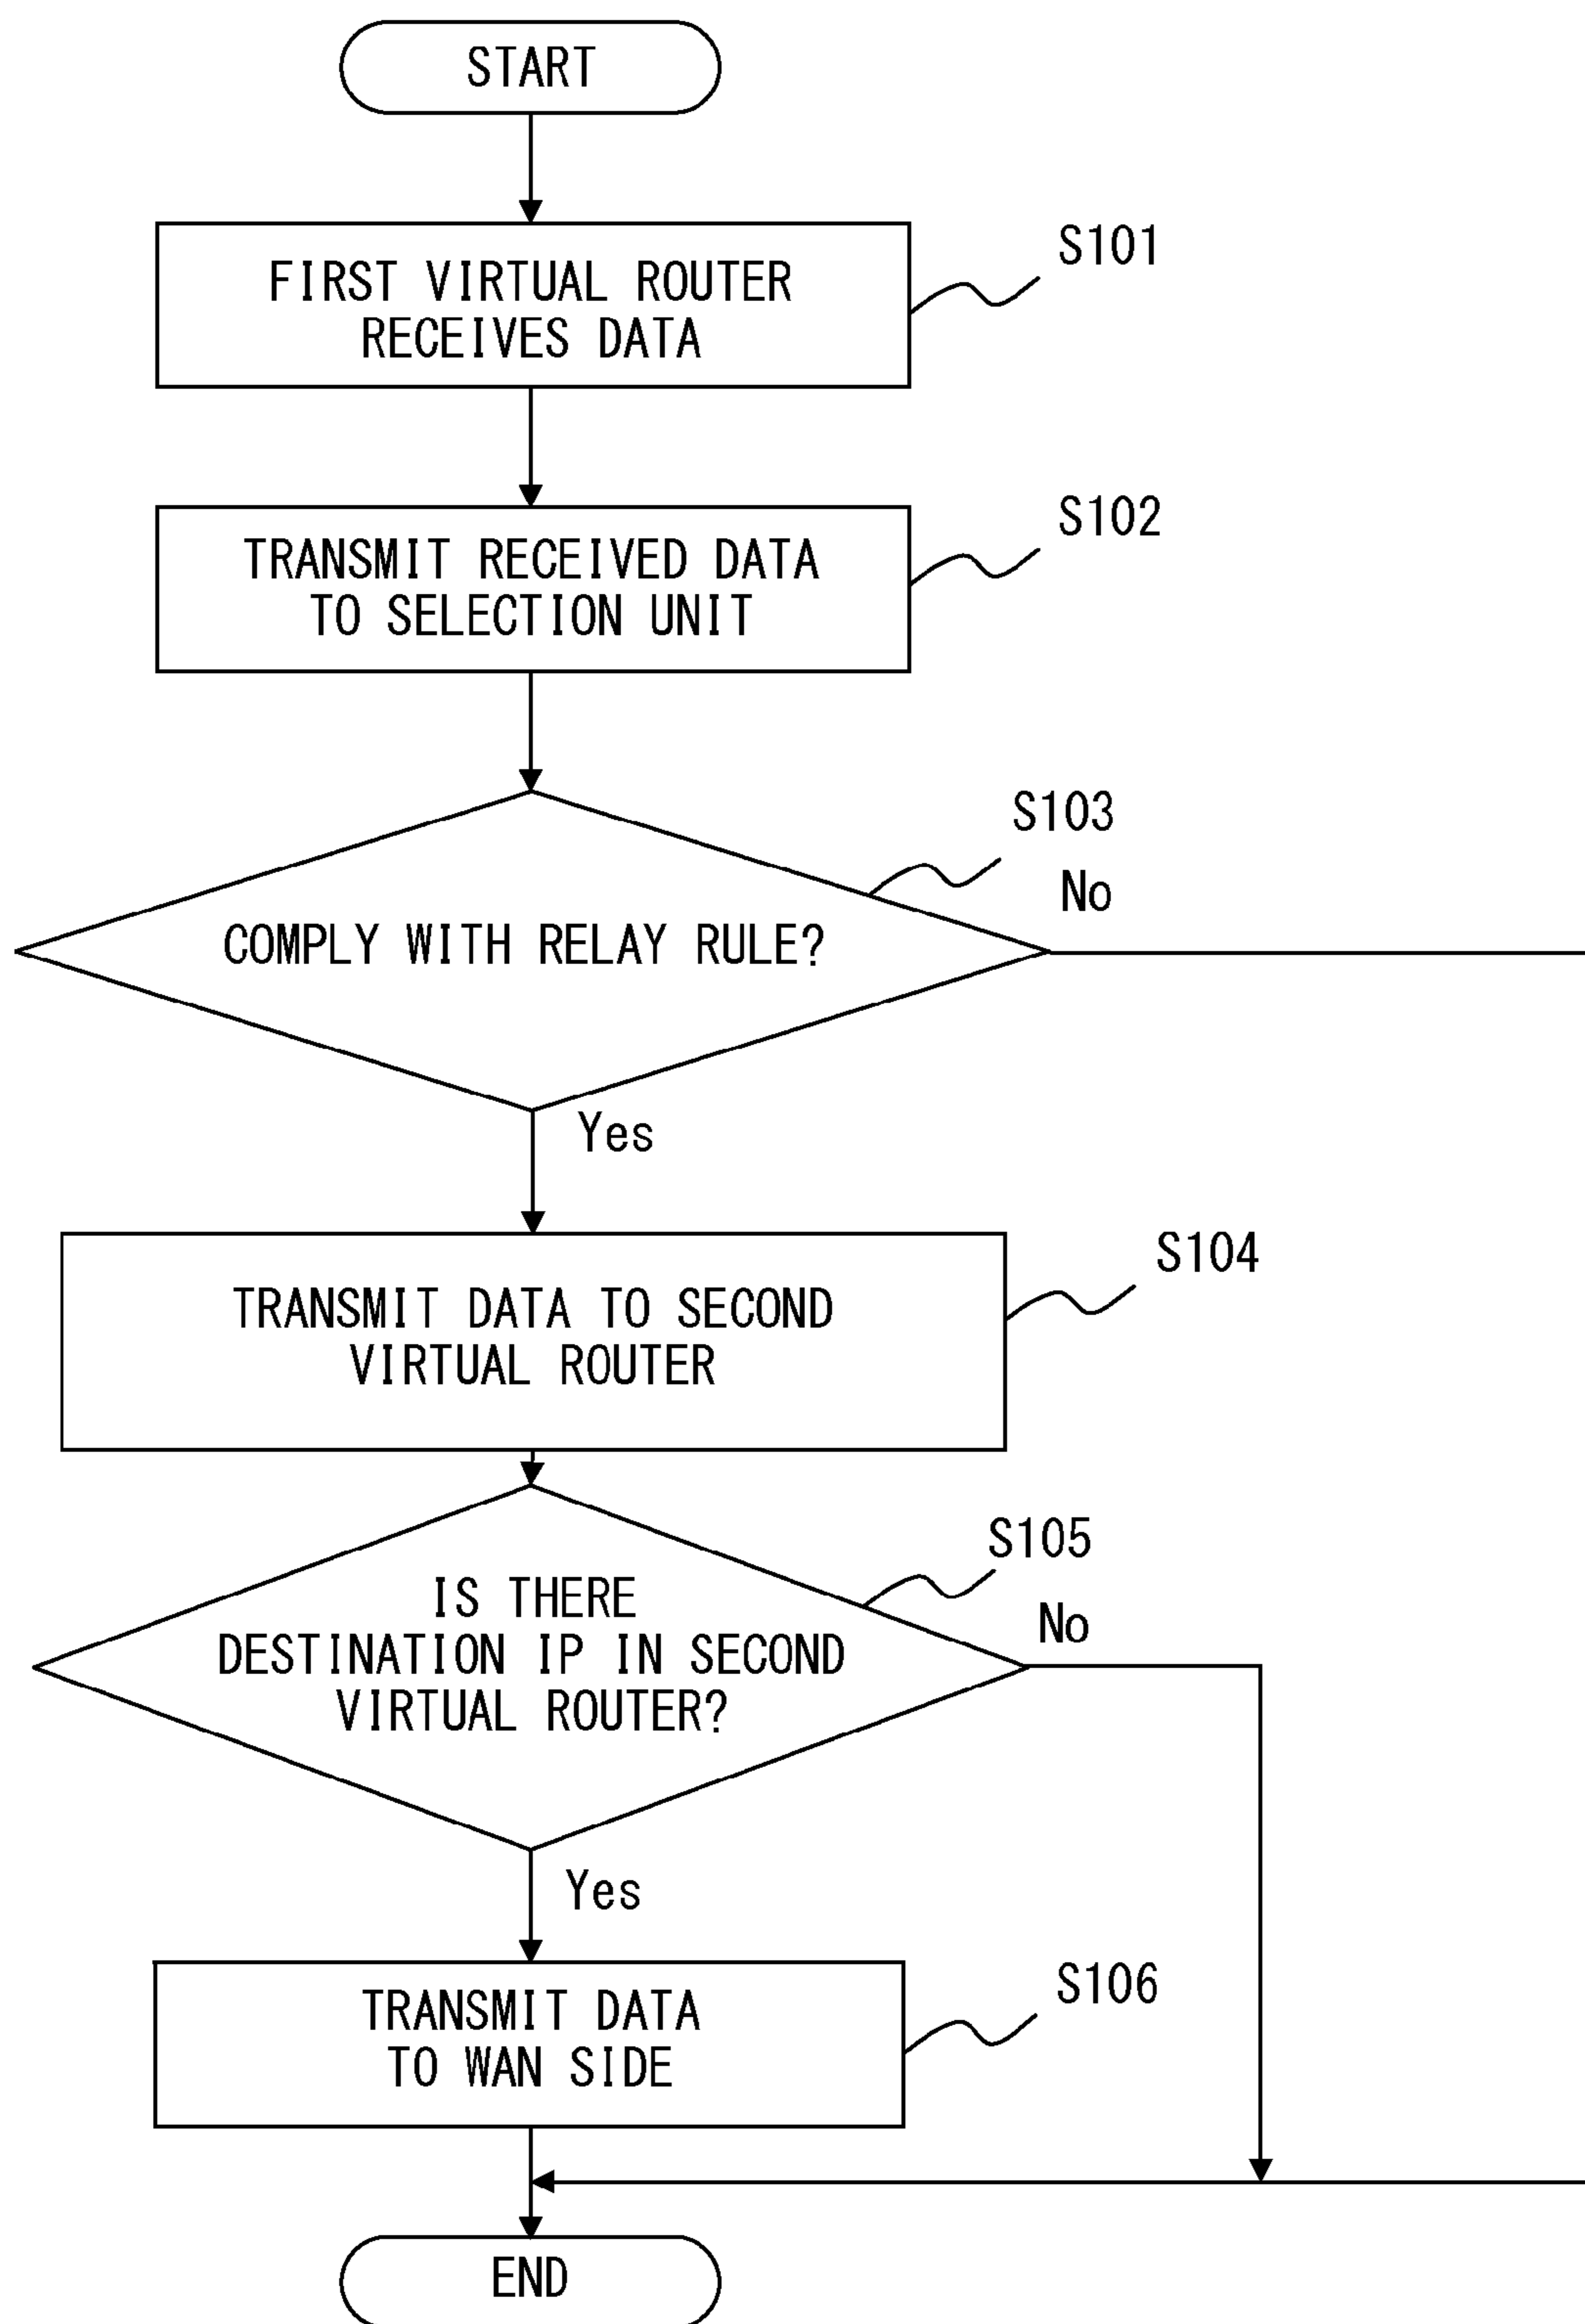 START
FIRST VIRTUAL ROUTER
RECEIVES DATA
S101
TRANSMIT RECEIVED DATA
TO SELECTION UNIT
S102
COMPLY WITH RELAY RULE?
S103
No
Yes
TRANSMIT DATA TO SECOND
VIRTUAL ROUTER
S104
IS THERE
DESTINATION IP IN SECOND
VIRTUAL ROUTER?
S105
No
Yes
TRANSMIT DATA
TO WAN SIDE
S106
END